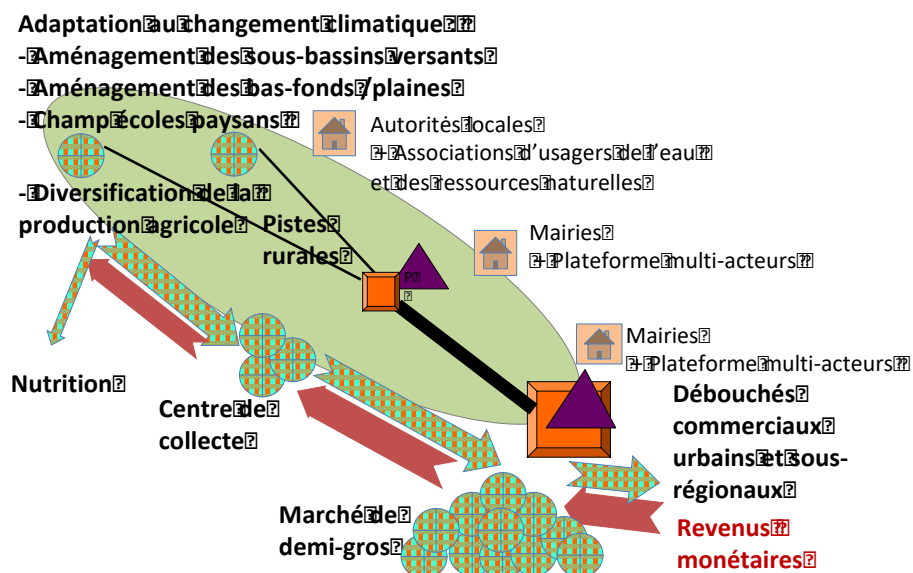 Adaptation au changement climatique :
- Aménagement des sous-bassins versants
- Aménagement des bas-fonds /plaines
- Champ écoles paysans
Autorités locales
+ Associations d'usagers de l'eau
et des ressources naturelles
- Diversification de la
production agricole
Pistes
rurales
Mairies
+ Plateforme multi-acteurs
P
Mairies
+ Plateforme multi-acteurs
Nutrition
Centre de
collecte
Débouchés
commerciaux
urbains et sous-
régionaux
Marché de
demi-gros
Revenus
monétaires